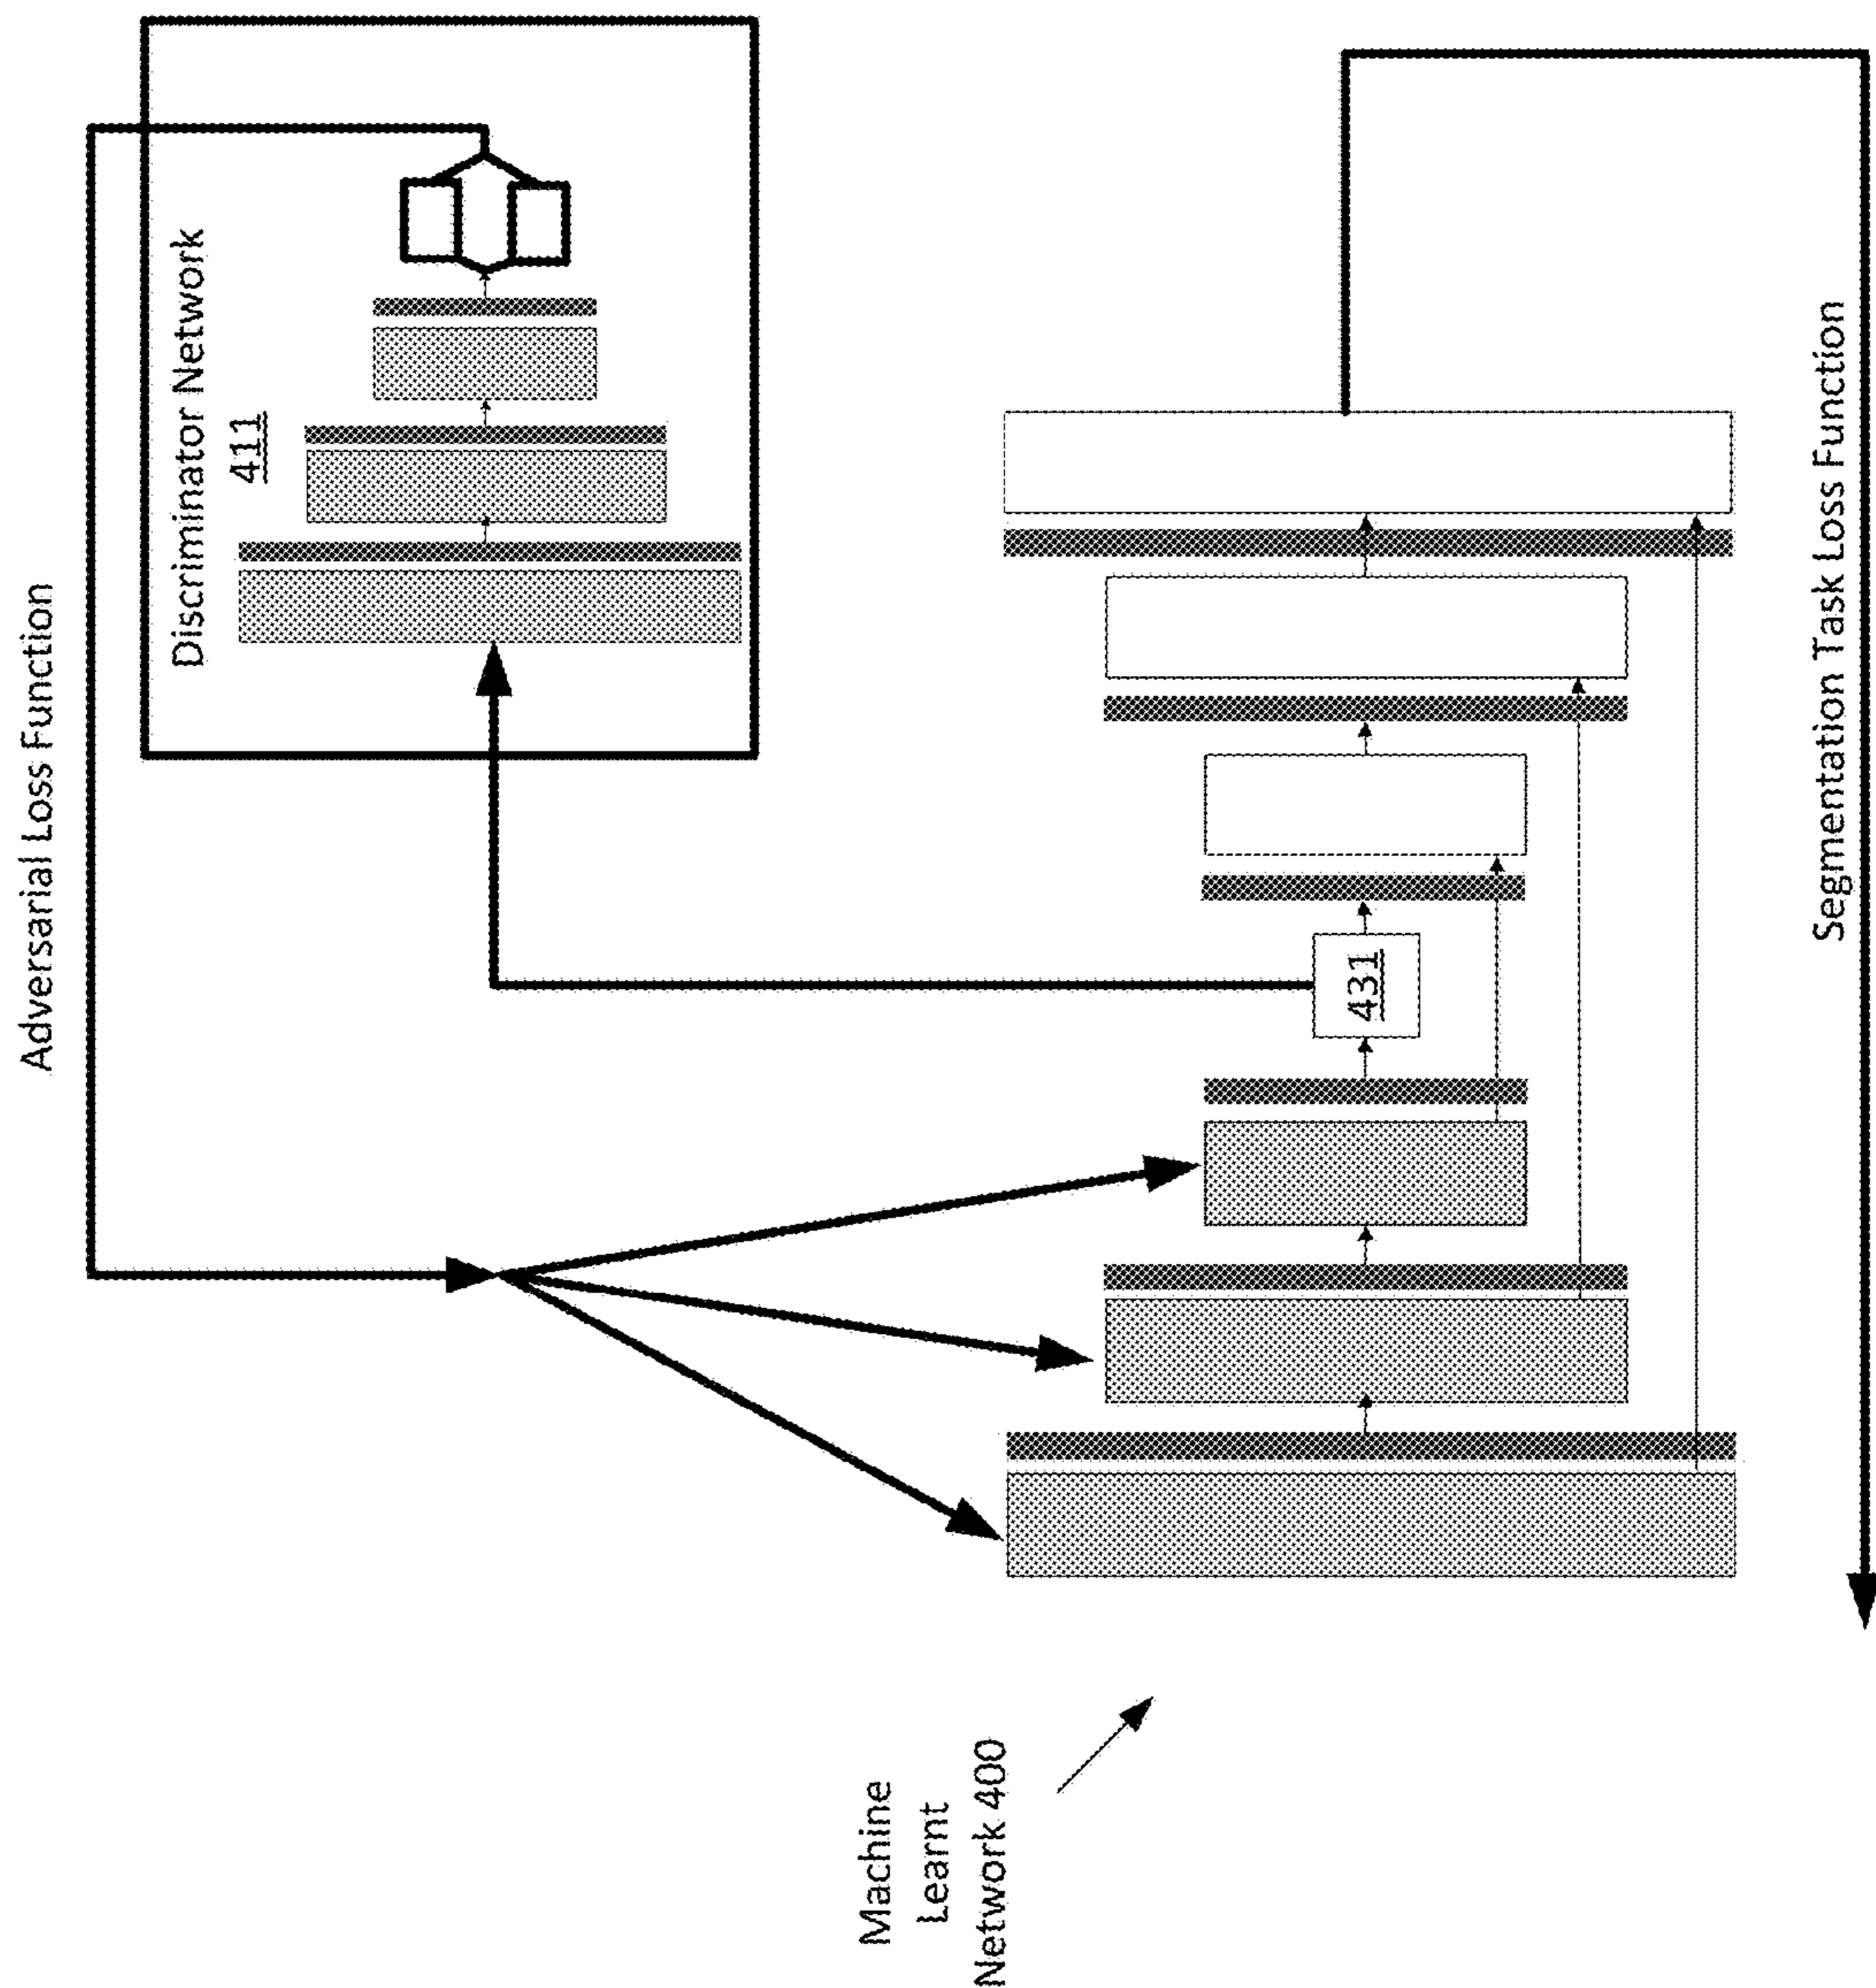 Adversarial Loss Function
Discriminator Network
411
431
Segmentation Task Loss Function
Machine
Learnt
Network 400